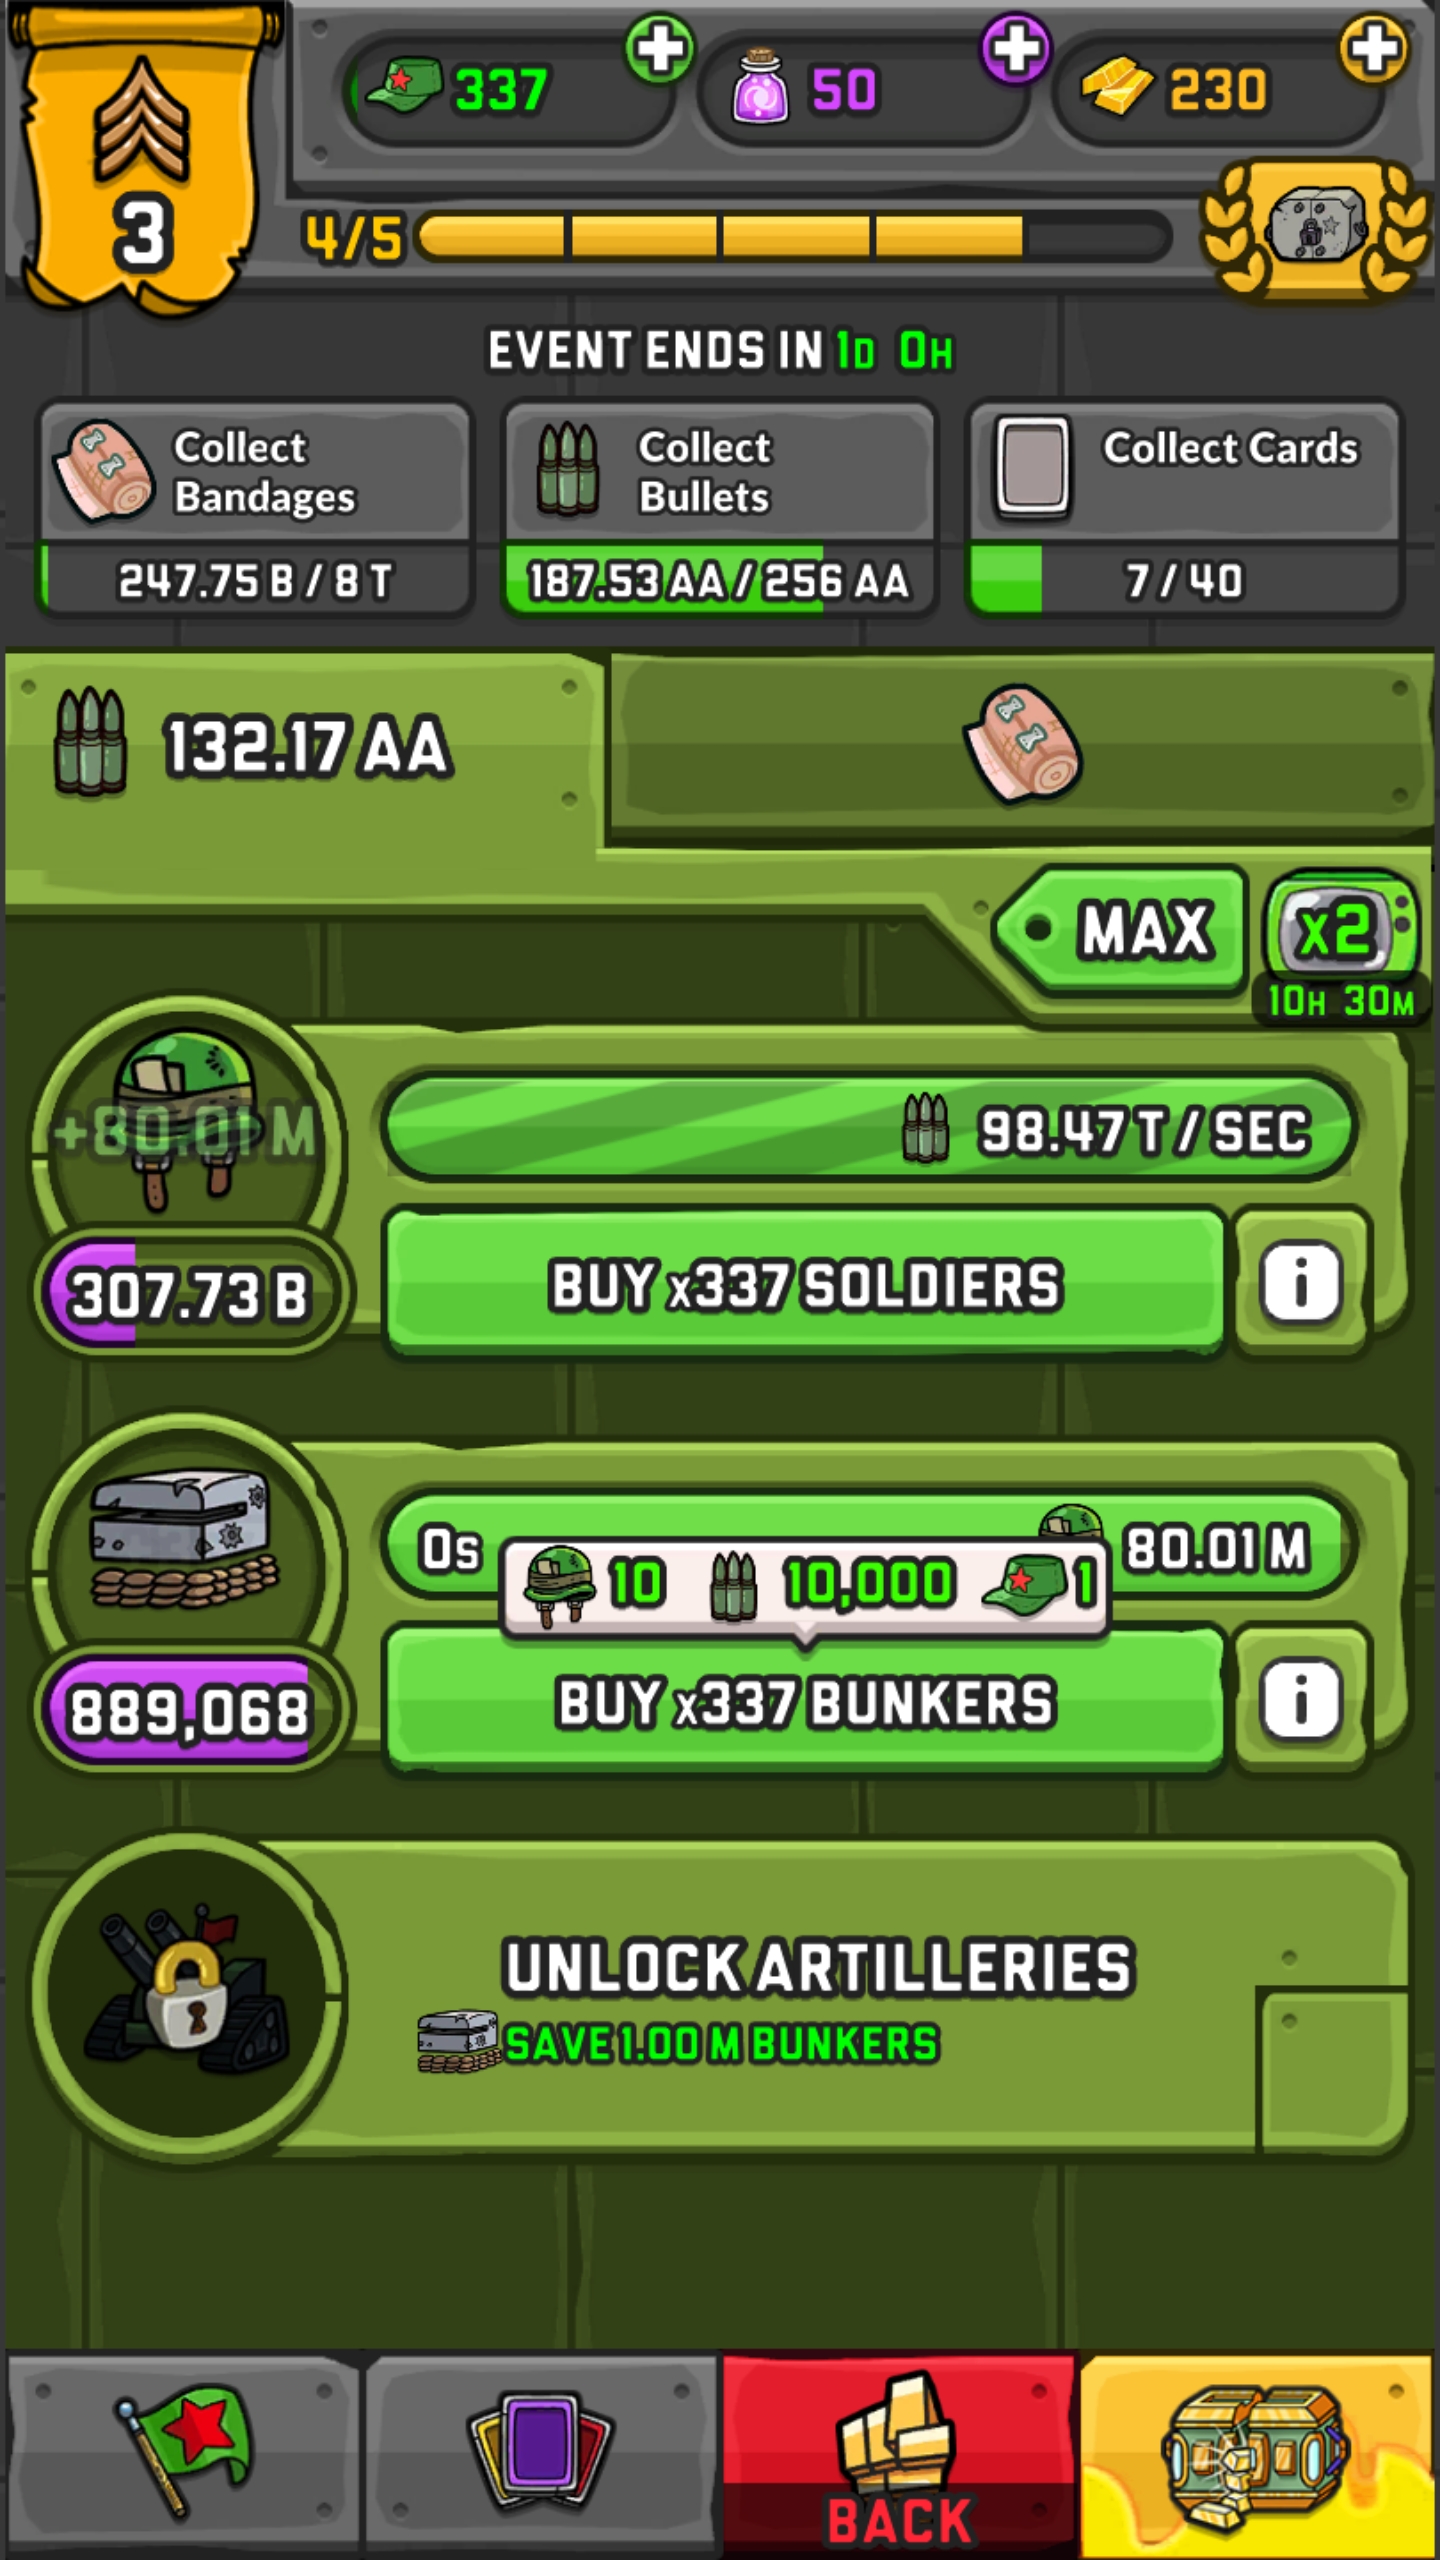 337
50
230
3
4/5
EVENT ENDS IN 1D 0H
Collect Bandages
247.75 B / 8 T
Collect Bullets
187.53 AA / 256 AA
Collect Cards
7 / 40
132.17 AA
MAX
x2
10H 30M
+80.01 M
98.47 T / SEC
307.73 B
BUY x337 SOLDIERS
i
0s
80.01 M
10
10,000
1
889,068
BUY x337 BUNKERS
i
UNLOCK ARTILLERIES
SAVE 1.00 M BUNKERS
BACK